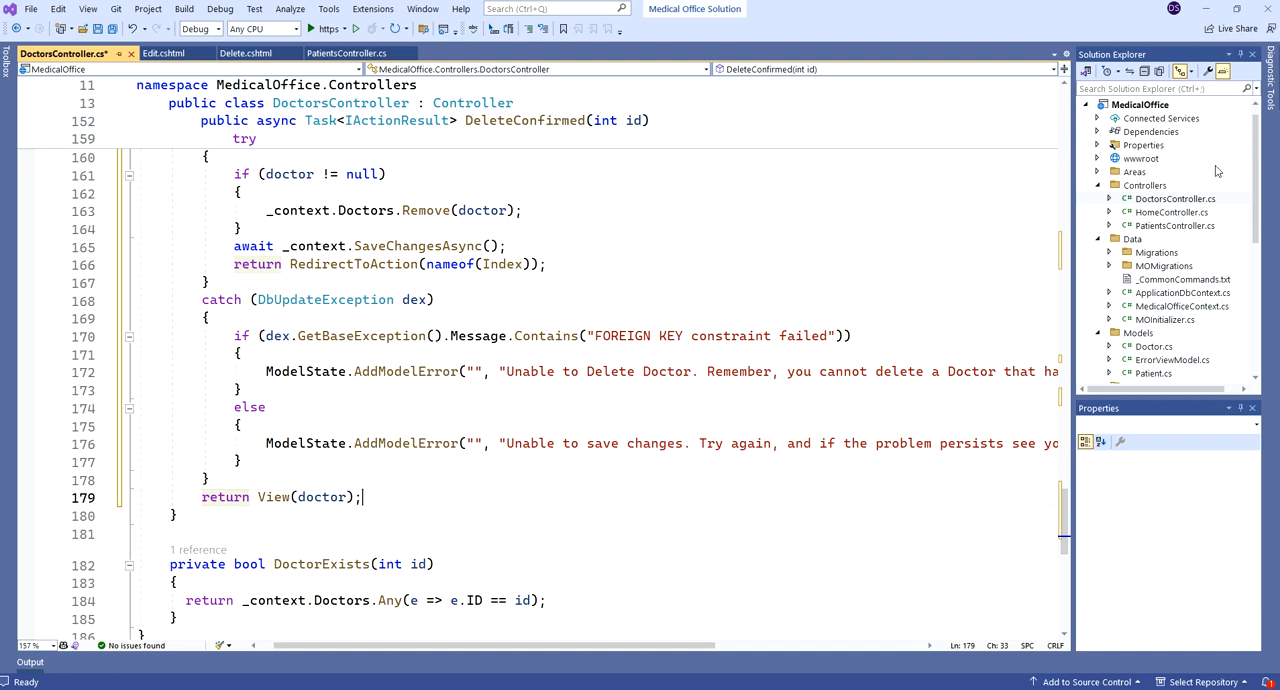 File Edit View Git Project Build Debug Test Analyze Tools Extensions Window Help Search (Ctrl+Q) Medical Office Solution DS
Debug Any CPU https Live Share
DoctorsController.cs* Edit.cshtml Delete.cshtml PatientsController.cs
MedicalOffice MedicalOffice.Controllers.DoctorsController DeleteConfirmed(int id)
Toolbox
11 namespace MedicalOffice.Controllers
13 public class DoctorsController : Controller
152 public async Task<IActionResult> DeleteConfirmed(int id)
159 try
160 {
161 if (doctor != null)
162 {
163 _context.Doctors.Remove(doctor);
164 }
165 await _context.SaveChangesAsync();
166 return RedirectToAction(nameof(Index));
167 }
168 catch (DbUpdateException dex)
169 {
170 if (dex.GetBaseException().Message.Contains("FOREIGN KEY constraint failed"))
171 {
172 ModelState.AddModelError("", "Unable to Delete Doctor. Remember, you cannot delete a Doctor that ha
173 }
174 else
175 {
176 ModelState.AddModelError("", "Unable to save changes. Try again, and if the problem persists see yo
177 }
178 }
179 return View(doctor);
180 }
181
1 reference
182 private bool DoctorExists(int id)
183 {
184 return _context.Doctors.Any(e => e.ID == id);
185 }
186 }
157 % No issues found Ln: 179 Ch: 33 SPC CRLF
Output
Ready Add to Source Control Select Repository 1
Solution Explorer
Search Solution Explorer (Ctrl+;)
MedicalOffice
Connected Services
Dependencies
Properties
wwwroot
Areas
Controllers
DoctorsController.cs
HomeController.cs
PatientsController.cs
Data
Migrations
MOMigrations
_CommonCommands.txt
ApplicationDbContext.cs
MedicalOfficeContext.cs
MOInitializer.cs
Models
Doctor.cs
ErrorViewModel.cs
Patient.cs
Properties
Diagnostic Tools